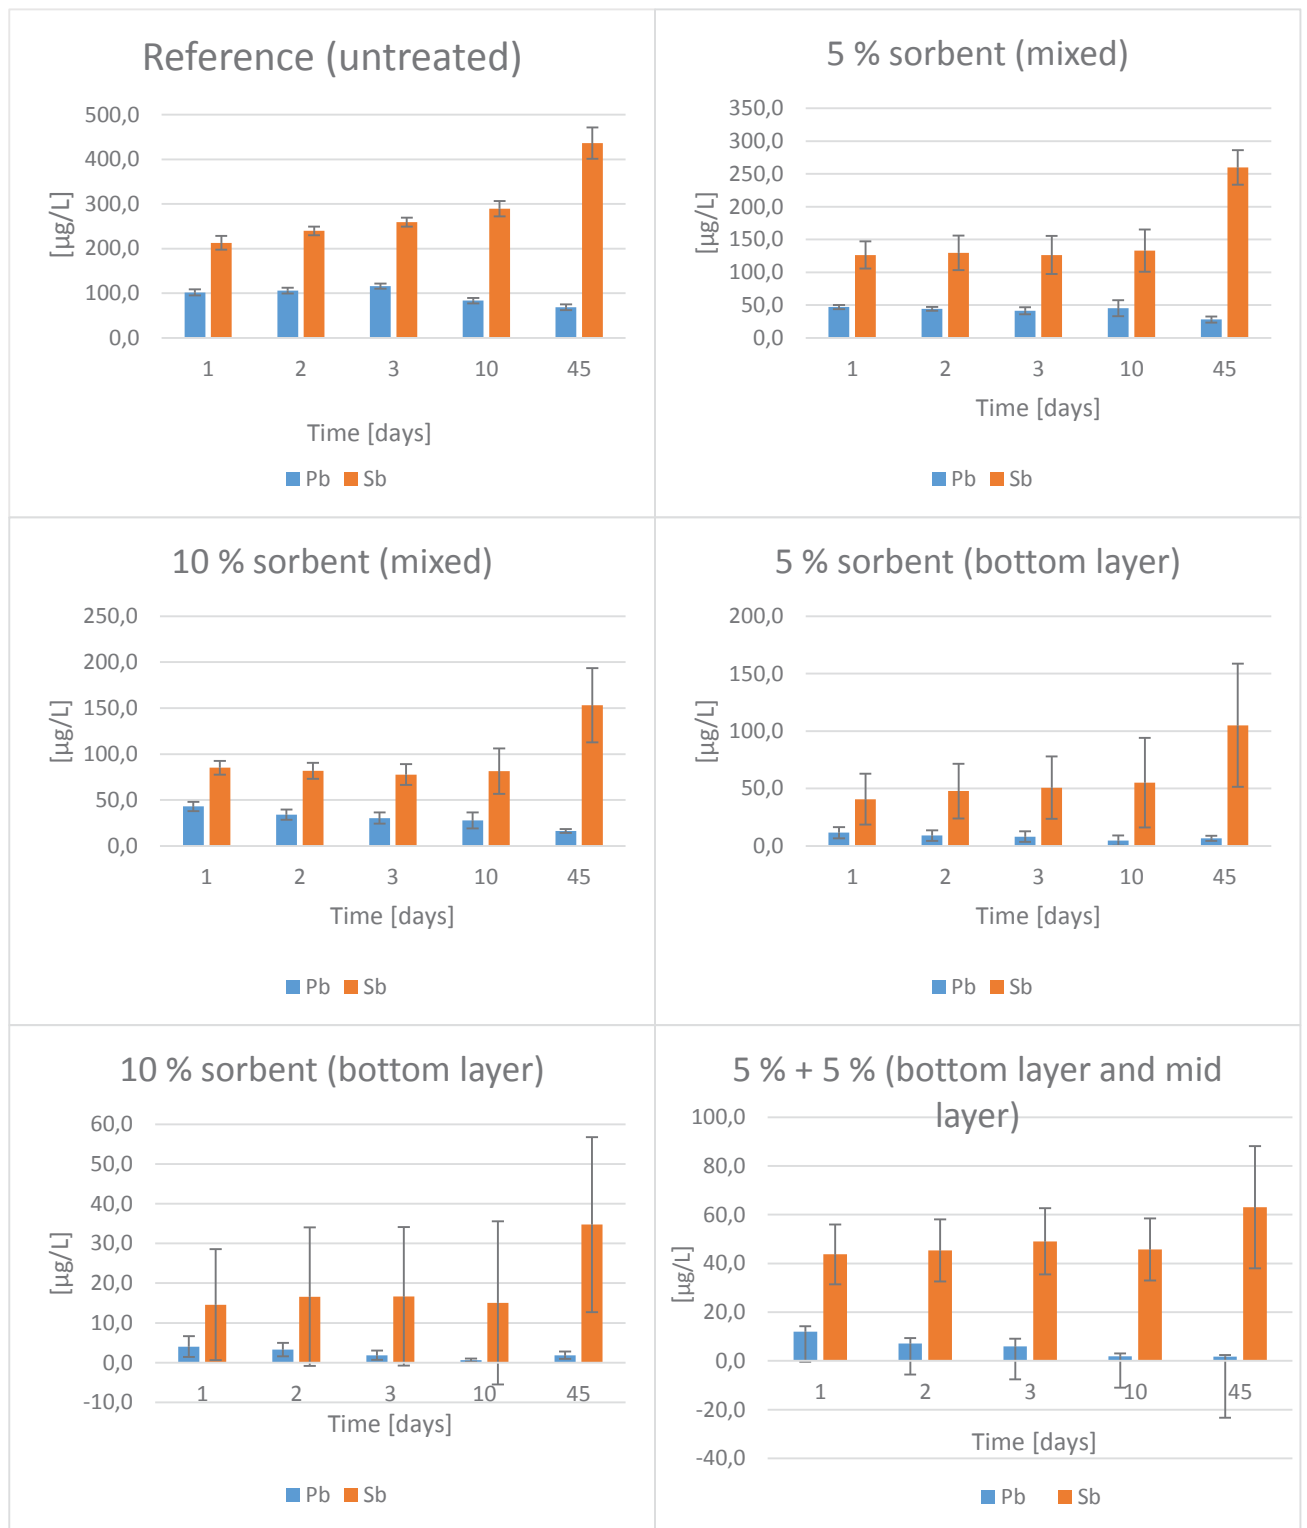 Reference (untreated)
500,0
400,0
300,0
200,0
100,0
0,0
[µg/L]
1 2 3 10 45
Time [days]
Pb Sb
5 % sorbent (mixed)
350,0
300,0
250,0
200,0
150,0
100,0
50,0
0,0
[µg/L]
1 2 3 10 45
Time [days]
Pb Sb
10 % sorbent (mixed)
250,0
200,0
150,0
100,0
50,0
0,0
[µg/L]
1 2 3 10 45
Time [days]
Pb Sb
5 % sorbent (bottom layer)
200,0
150,0
100,0
50,0
0,0
[µg/L]
1 2 3 10 45
Time [days]
Pb Sb
10 % sorbent (bottom layer)
60,0
50,0
40,0
30,0
20,0
10,0
0,0
-10,0
[µg/L]
1 2 3 10 45
Time [days]
Pb Sb
5 % + 5 % (bottom layer and mid
layer)
100,0
80,0
60,0
40,0
20,0
0,0
-20,0
-40,0
[µg/L]
1 2 3 10 45
Time [days]
Pb Sb